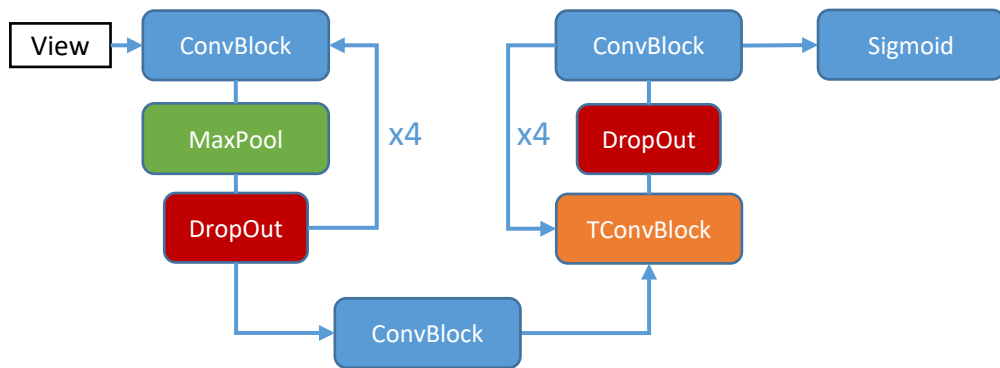 View
ConvBlock
MaxPool
DropOut
x4
ConvBlock
TConvBlock
DropOut
ConvBlock
x4
Sigmoid